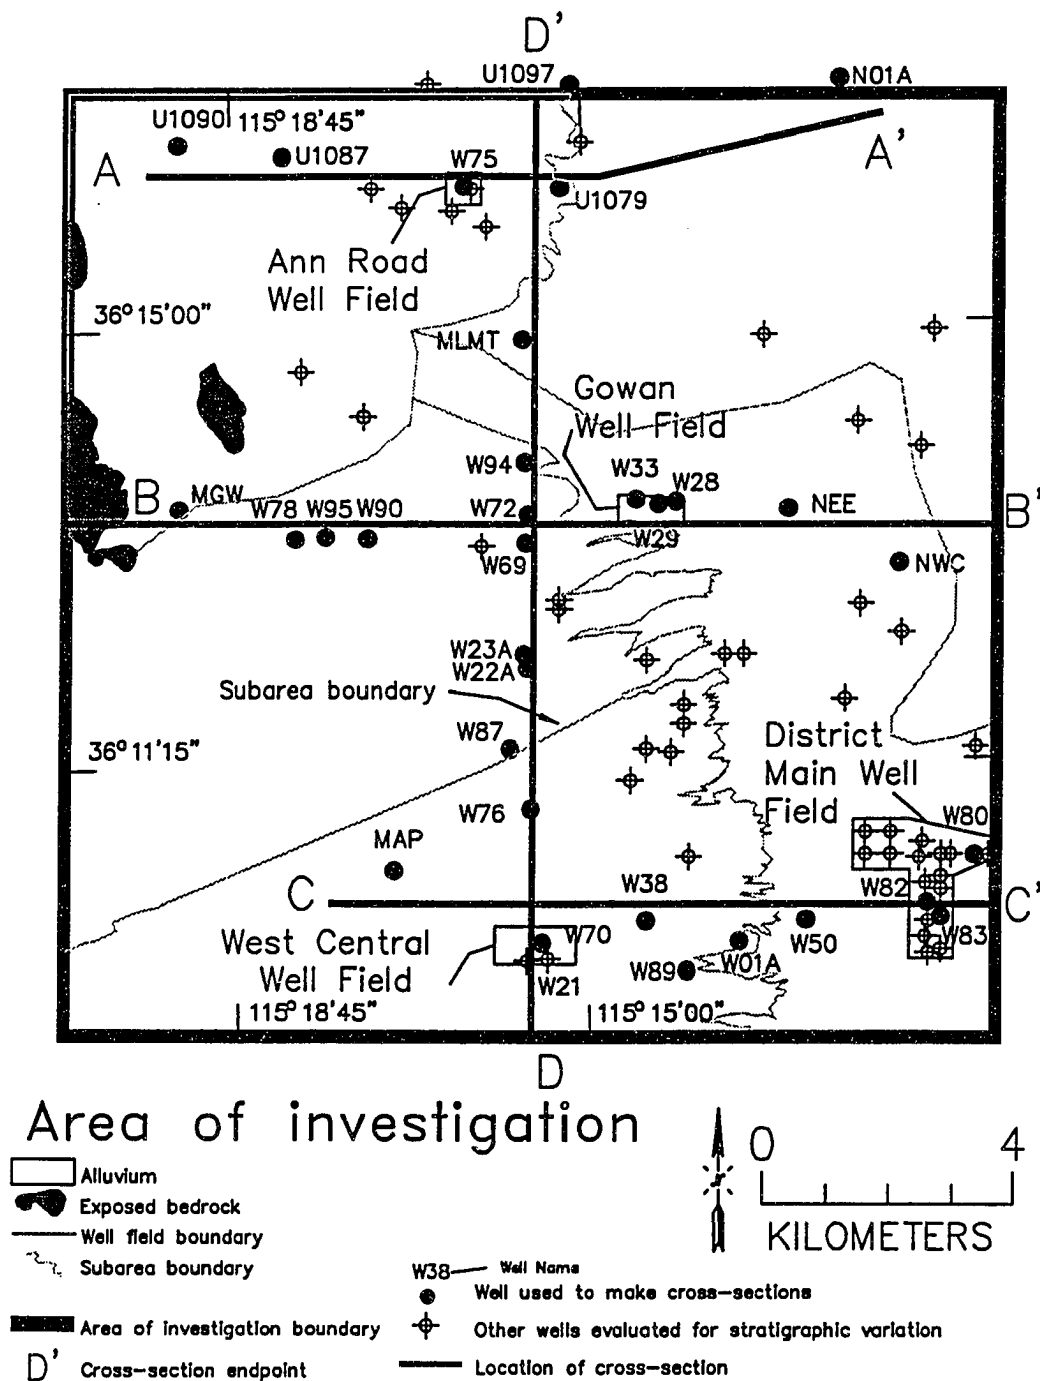 D'
U1097
N01A
U1090
115° 18'45"
U1087
A
W75
A'
U1079
Ann Road
Well Field
36° 15'00"
MLMT
Gowan
Well Field
W94
W33
W28
B
MGW
W78 W95 W90
W72
NEE
B'
W29
W69
NWC
W23A
W22A
Subarea boundary
W87
36° 11'15"
District
Main Well
Field
W76
W80
MAP
C
W38
W82
C'
West Central
Well Field
W70
W50
W83
W21
W89
W01A
115° 18'45"
115° 15'00"
D
Area of investigation
0 4
KILOMETERS
Alluvium
Exposed bedrock
Well field boundary
Subarea boundary
W38 Well Name
Well used to make cross-sections
Area of investigation boundary
Other wells evaluated for stratigraphic variation
D' Cross-section endpoint
Location of cross-section